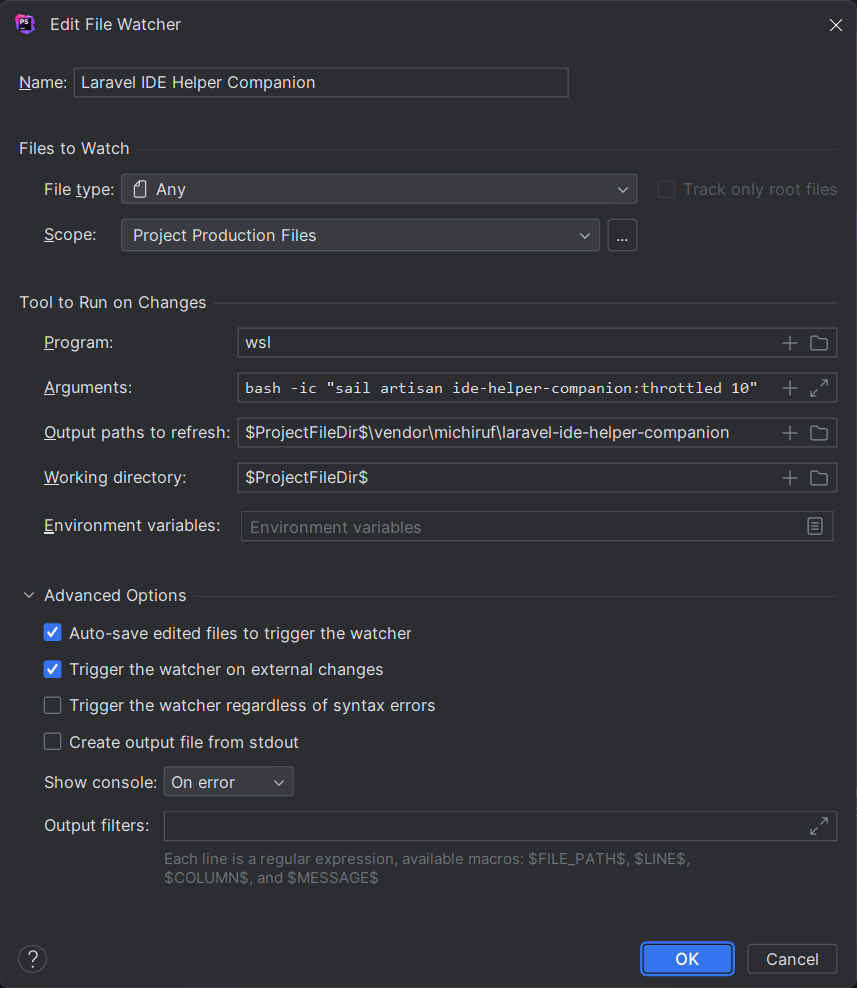 PS
Edit File Watcher
Name: Laravel IDE Helper Companion
Files to Watch
File type: Any Track only root files
Scope: Project Production Files ...
Tool to Run on Changes
Program: wsl
Arguments: bash -ic "sail artisan ide-helper-companion:throttled 10"
Output paths to refresh: $ProjectFileDir$\vendor\michiruf\laravel-ide-helper-companion
Working directory: $ProjectFileDir$
Environment variables: Environment variables
Advanced Options
Auto-save edited files to trigger the watcher
Trigger the watcher on external changes
Trigger the watcher regardless of syntax errors
Create output file from stdout
Show console: On error
Output filters:
Each line is a regular expression, available macros: $FILE_PATH$, $LINE$,
$COLUMN$, and $MESSAGE$
? OK Cancel